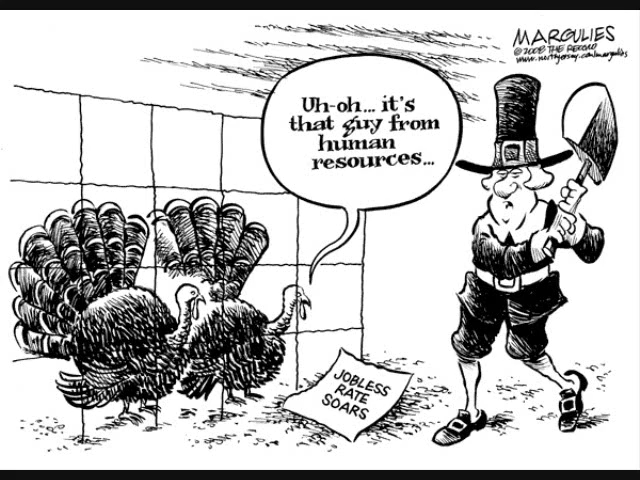 MARGULIES
©2008 THE RECORD
www.northjersey.com/margulies
Uh-oh... it's
that guy from
human
resources...
JOBLESS
RATE
SOARS